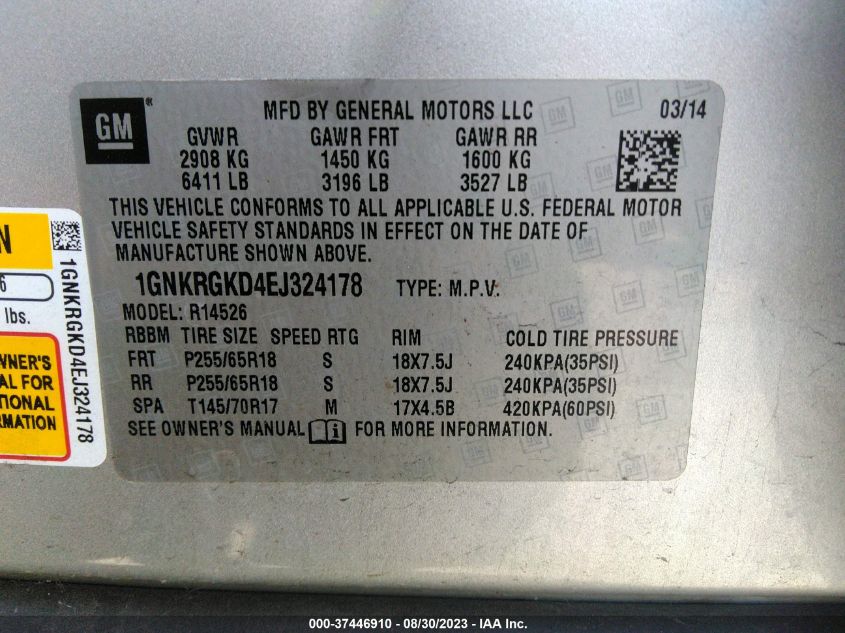 GM
®
MFD BY GENERAL MOTORS LLC 03/14
GVWR GAWR FRT GAWR RR
2908 KG 1450 KG 1600 KG
6411 LB 3196 LB 3527 LB
THIS VEHICLE CONFORMS TO ALL APPLICABLE U.S. FEDERAL MOTOR
VEHICLE SAFETY STANDARDS IN EFFECT ON THE DATE OF
MANUFACTURE SHOWN ABOVE.
1GNKRGKD4EJ324178 TYPE: M.P.V.
MODEL: R14526
RBBM TIRE SIZE SPEED RTG RIM COLD TIRE PRESSURE
FRT P255/65R18 S 18X7.5J 240KPA(35PSI)
RR P255/65R18 S 18X7.5J 240KPA(35PSI)
SPA T145/70R17 M 17X4.5B 420KPA(60PSI)
SEE OWNER'S MANUAL FOR MORE INFORMATION.
N
6
lbs.
WNER'S
AL FOR
TIONAL
RMATION
1GNKRGKD4EJ324178
000-37446910 - 08/30/2023 - IAA Inc.